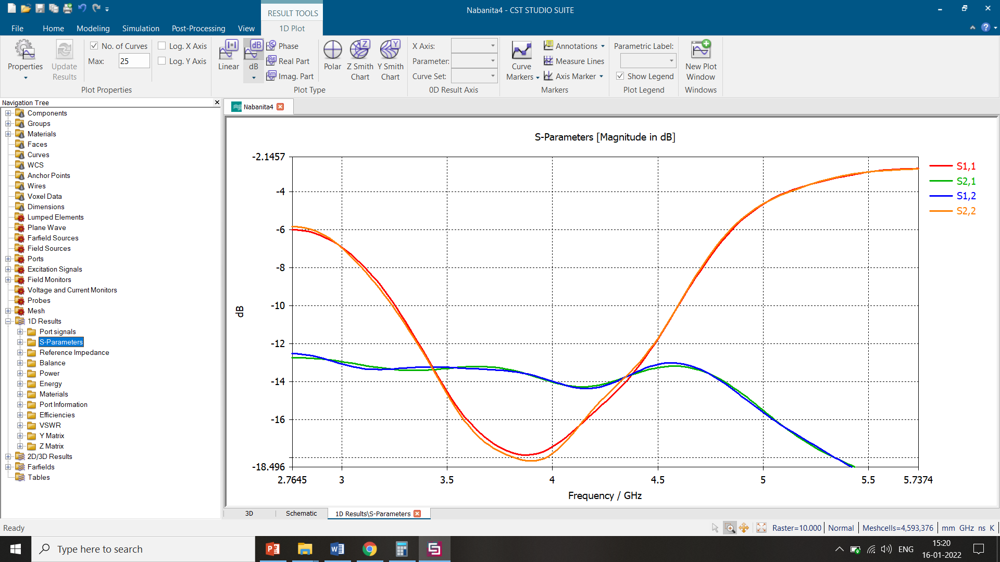 RESULT TOOLS
Nabanita4 - CST STUDIO SUITE
File Home Modeling Simulation Post-Processing View 1D Plot
Properties
Update Results
No. of Curves
Max: 25
Log. X Axis
Log. Y Axis
Plot Properties
Linear
dB
Phase
Real Part
Imag. Part
Polar
Z Smith Chart
Y Smith Chart
Plot Type
X Axis:
Parameter:
Curve Set:
0D Result Axis
Curve Markers
Annotations
Measure Lines
Axis Marker
Markers
Parametric Label:
Show Legend
Plot Legend
New Plot Window
Windows
Navigation Tree
Components
Groups
Materials
Faces
Curves
WCS
Anchor Points
Wires
Voxel Data
Dimensions
Lumped Elements
Plane Wave
Farfield Sources
Field Sources
Ports
Excitation Signals
Field Monitors
Voltage and Current Monitors
Probes
Mesh
1D Results
Port signals
S-Parameters
Reference Impedance
Balance
Power
Energy
Materials
Port Information
Efficiencies
VSWR
Y Matrix
Z Matrix
2D/3D Results
Farfields
Tables
Nabanita4
S-Parameters [Magnitude in dB]
-2.1457
-4
-6
-8
-10
-12
-14
-16
-18.496
dB
2.7645 3 3.5 4 4.5 5 5.5 5.7374
Frequency / GHz
S1,1
S2,1
S1,2
S2,2
3D Schematic 1D Results\S-Parameters
Ready
Raster=10.000 Normal Meshcells=4,593,376 mm GHz ns K
Type here to search
ENG
15:20
16-01-2022